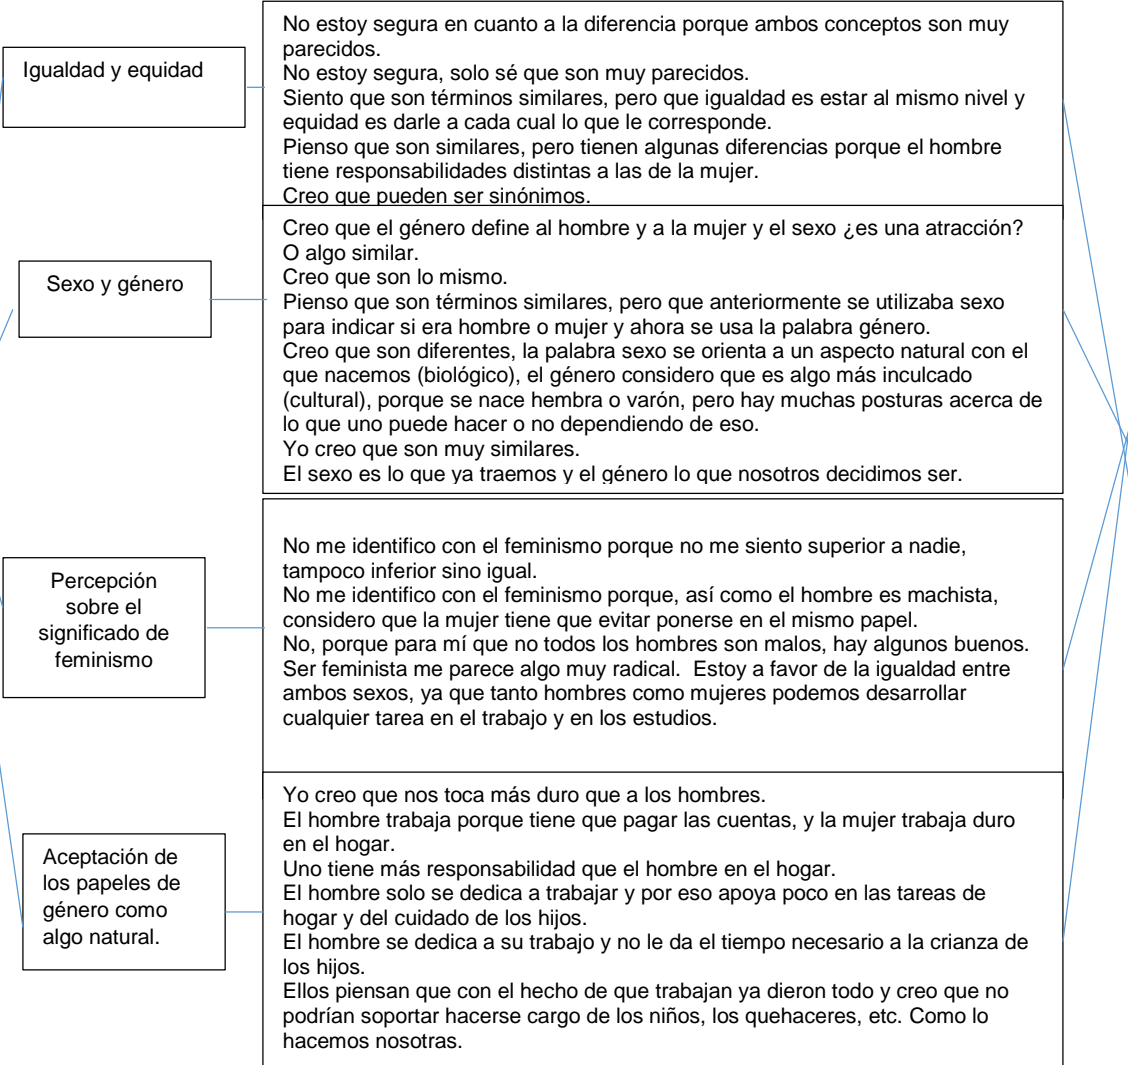 Igualdad y equidad
No estoy segura en cuanto a la diferencia porque ambos conceptos son muy
parecidos.
No estoy segura, solo sé que son muy parecidos.
Siento que son términos similares, pero que igualdad es estar al mismo nivel y
equidad es darle a cada cual lo que le corresponde.
Pienso que son similares, pero tienen algunas diferencias porque el hombre
tiene responsabilidades distintas a las de la mujer.
Creo que pueden ser sinónimos.
Sexo y género
Creo que el género define al hombre y a la mujer y el sexo ¿es una atracción?
O algo similar.
Creo que son lo mismo.
Pienso que son términos similares, pero que anteriormente se utilizaba sexo
para indicar si era hombre o mujer y ahora se usa la palabra género.
Creo que son diferentes, la palabra sexo se orienta a un aspecto natural con el
que nacemos (biológico), el género considero que es algo más inculcado
(cultural), porque se nace hembra o varón, pero hay muchas posturas acerca de
lo que uno puede hacer o no dependiendo de eso.
Yo creo que son muy similares.
El sexo es lo que ya traemos y el género lo que nosotros decidimos ser.
Percepción
sobre el
significado de
feminismo
No me identifico con el feminismo porque no me siento superior a nadie,
tampoco inferior sino igual.
No me identifico con el feminismo porque, así como el hombre es machista,
considero que la mujer tiene que evitar ponerse en el mismo papel.
No, porque para mí que no todos los hombres son malos, hay algunos buenos.
Ser feminista me parece algo muy radical.  Estoy a favor de la igualdad entre
ambos sexos, ya que tanto hombres como mujeres podemos desarrollar
cualquier tarea en el trabajo y en los estudios.
Aceptación de
los papeles de
género como
algo natural.
Yo creo que nos toca más duro que a los hombres.
El hombre trabaja porque tiene que pagar las cuentas, y la mujer trabaja duro
en el hogar.
Uno tiene más responsabilidad que el hombre en el hogar.
El hombre solo se dedica a trabajar y por eso apoya poco en las tareas de
hogar y del cuidado de los hijos.
El hombre se dedica a su trabajo y no le da el tiempo necesario a la crianza de
los hijos.
Ellos piensan que con el hecho de que trabajan ya dieron todo y creo que no
podrían soportar hacerse cargo de los niños, los quehaceres, etc. Como lo
hacemos nosotras.